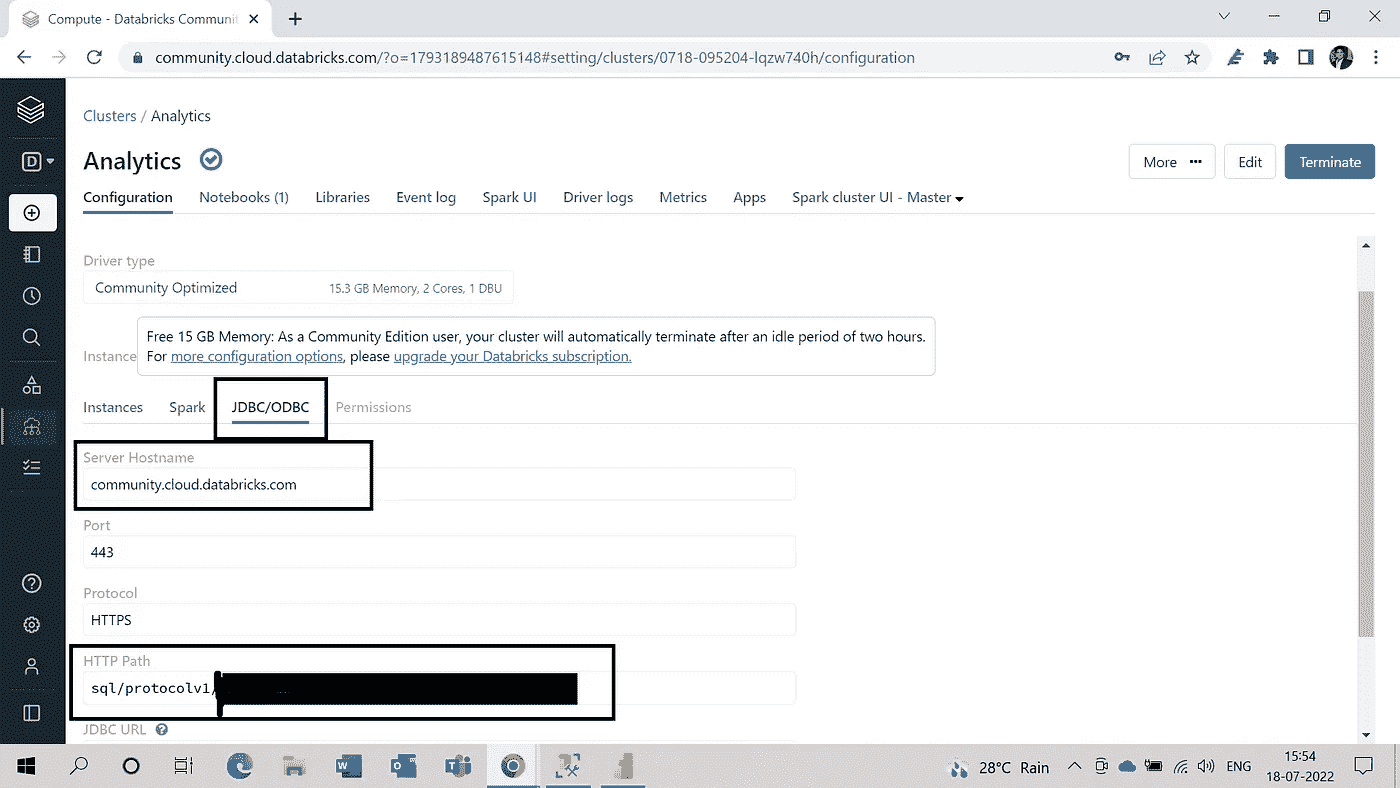 Compute - Databricks Communit
community.cloud.databricks.com/?o=1793189487615148#setting/clusters/0718-095204-lqzw740h/configuration
Clusters / Analytics
D
Analytics
More ··· Edit Terminate
Configuration Notebooks (1) Libraries Event log Spark UI Driver logs Metrics Apps Spark cluster UI - Master
Driver type
Community Optimized 15.3 GB Memory, 2 Cores, 1 DBU
Free 15 GB Memory: As a Community Edition user, your cluster will automatically terminate after an idle period of two hours.
Instance
For more configuration options, please upgrade your Databricks subscription.
Instances Spark JDBC/ODBC Permissions
Server Hostname
community.cloud.databricks.com
Port
443
Protocol
HTTPS
HTTP Path
sql/protocolv1/
JDBC URL
28°C Rain ENG 15:54
18-07-2022